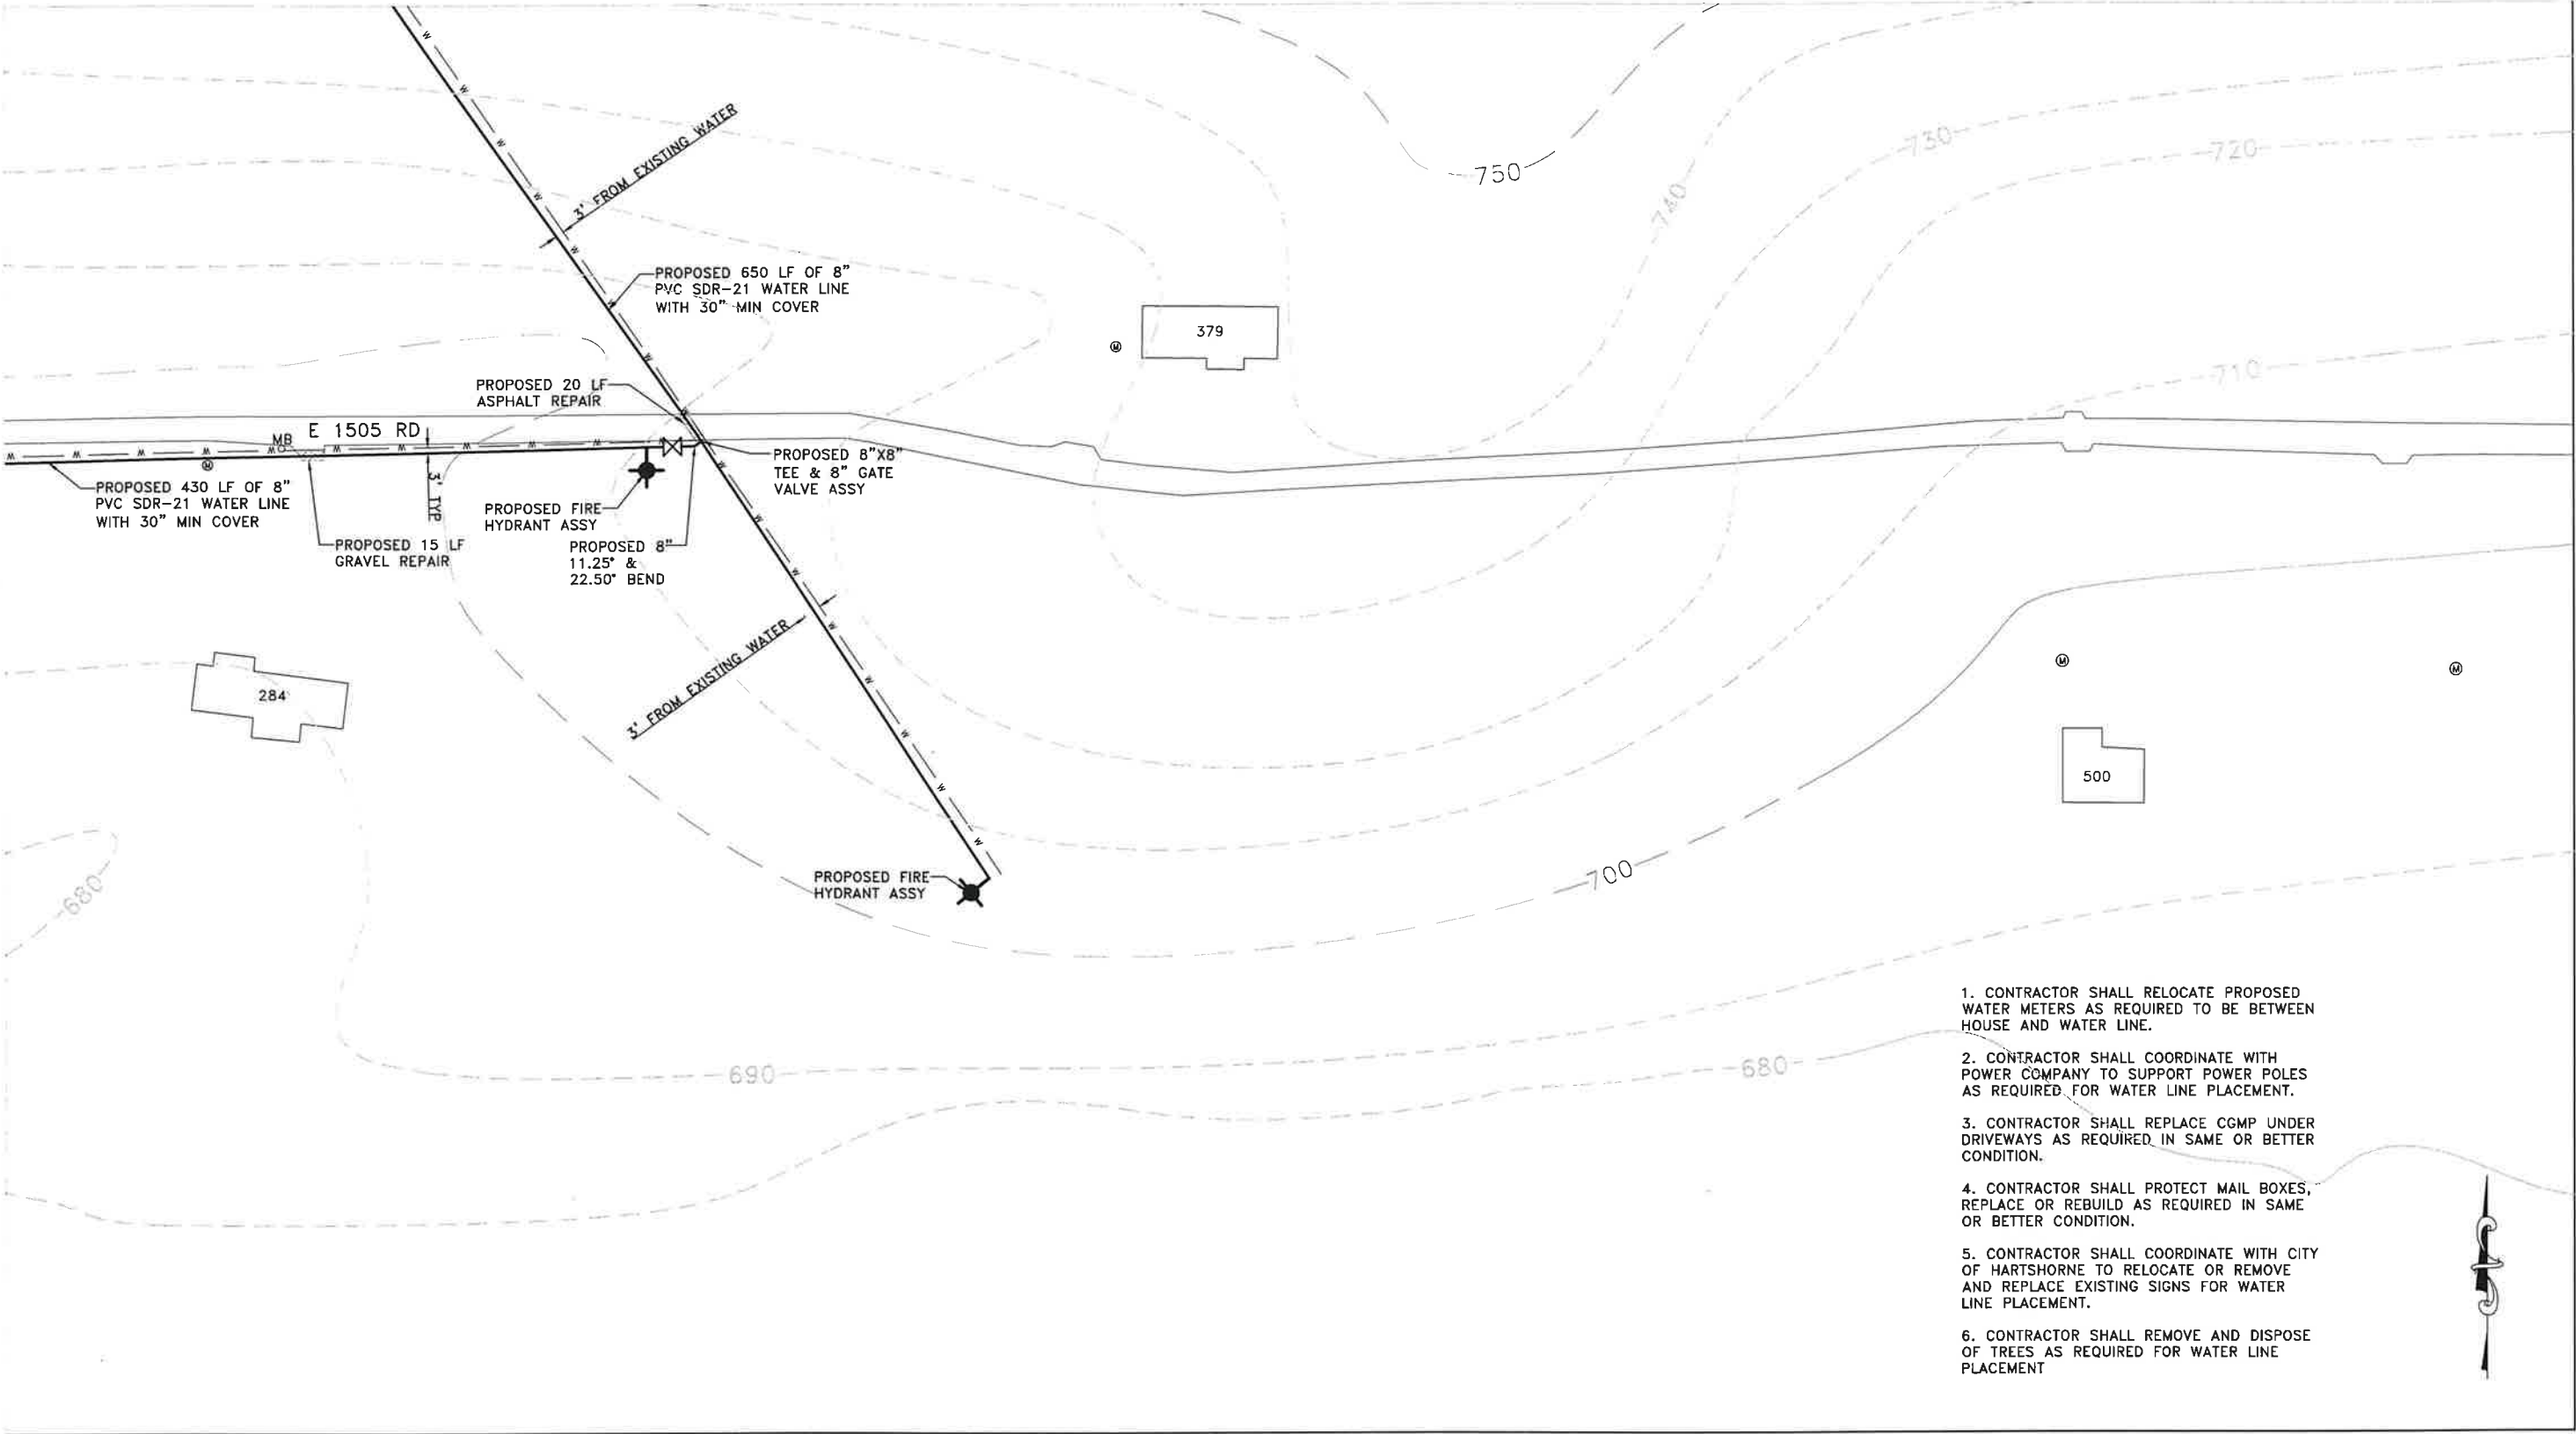 3' FROM EXISTING WATER
750
740
730
720
PROPOSED 650 LF OF 8"
PVC SDR-21 WATER LINE
WITH 30" MIN COVER
379
710
PROPOSED 20 LF
ASPHALT REPAIR
MB
E 1505 RD
3' TYP
PROPOSED 430 LF OF 8"
PVC SDR-21 WATER LINE
WITH 30" MIN COVER
PROPOSED 15 LF
GRAVEL REPAIR
PROPOSED FIRE
HYDRANT ASSY
PROPOSED 8"
11.25° &
22.50° BEND
PROPOSED 8"X8"
TEE & 8" GATE
VALVE ASSY
3' FROM EXISTING WATER
284
500
680
PROPOSED FIRE
HYDRANT ASSY
700
690
680
1. CONTRACTOR SHALL RELOCATE PROPOSED
WATER METERS AS REQUIRED TO BE BETWEEN
HOUSE AND WATER LINE.
2. CONTRACTOR SHALL COORDINATE WITH
POWER COMPANY TO SUPPORT POWER POLES
AS REQUIRED FOR WATER LINE PLACEMENT.
3. CONTRACTOR SHALL REPLACE CGMP UNDER
DRIVEWAYS AS REQUIRED IN SAME OR BETTER
CONDITION.
4. CONTRACTOR SHALL PROTECT MAIL BOXES,
REPLACE OR REBUILD AS REQUIRED IN SAME
OR BETTER CONDITION.
5. CONTRACTOR SHALL COORDINATE WITH CITY
OF HARTSHORNE TO RELOCATE OR REMOVE
AND REPLACE EXISTING SIGNS FOR WATER
LINE PLACEMENT.
6. CONTRACTOR SHALL REMOVE AND DISPOSE
OF TREES AS REQUIRED FOR WATER LINE
PLACEMENT